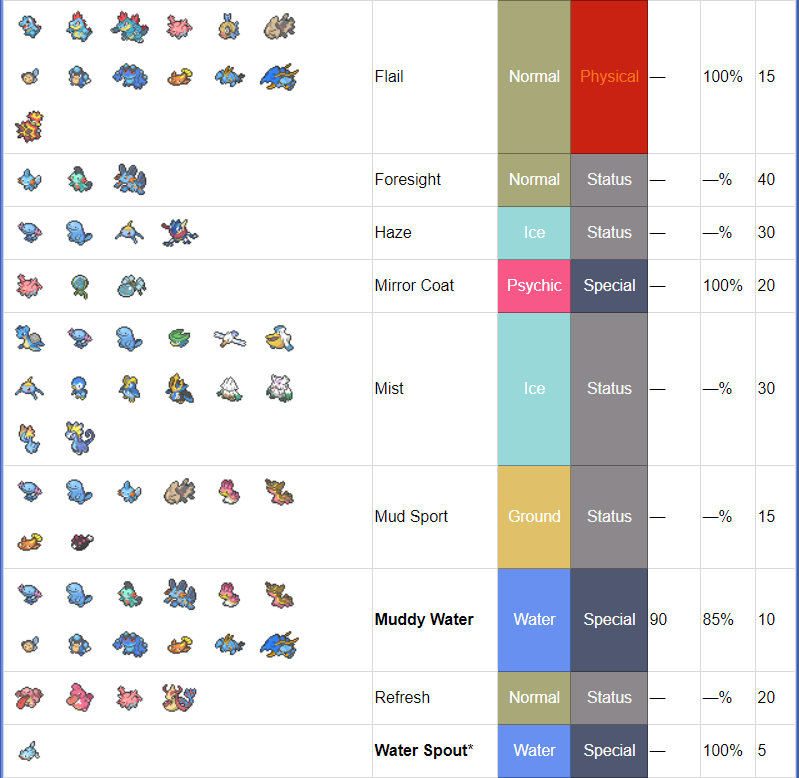 Flail Normal Physical — 100% 15
Foresight Normal Status — —% 40
Haze Ice Status — —% 30
Mirror Coat Psychic Special — 100% 20
Mist Ice Status — —% 30
Mud Sport Ground Status — —% 15
Muddy Water Water Special 90 85% 10
Refresh Normal Status — —% 20
Water Spout* Water Special — 100% 5